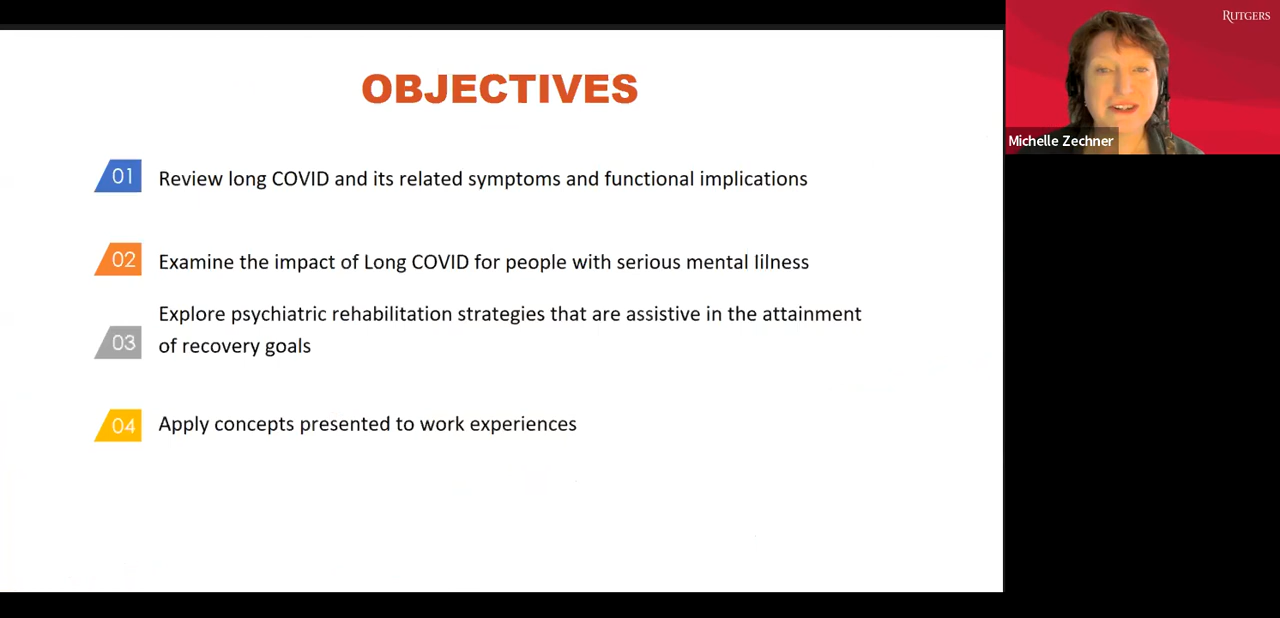 OBJECTIVES
01
Review long COVID and its related symptoms and functional implications
02
Examine the impact of Long COVID for people with serious mental lilness
03
Explore psychiatric rehabilitation strategies that are assistive in the attainment
of recovery goals
04
Apply concepts presented to work experiences
RUTGERS
Michelle Zechner